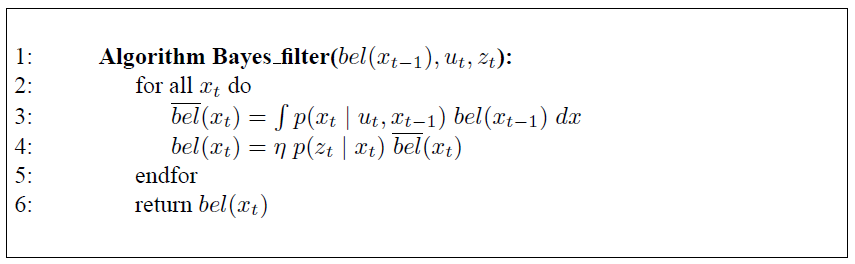 1: Algorithm Bayes_filter(bel(x_{t−1}), u_t, z_t):
2: for all x_t do
3: \overline{bel}(x_t) = ∫ p(x_t | u_t, x_{t−1}) bel(x_{t−1}) dx
4: bel(x_t) = η p(z_t | x_t) \overline{bel}(x_t)
5: endfor
6: return bel(x_t)